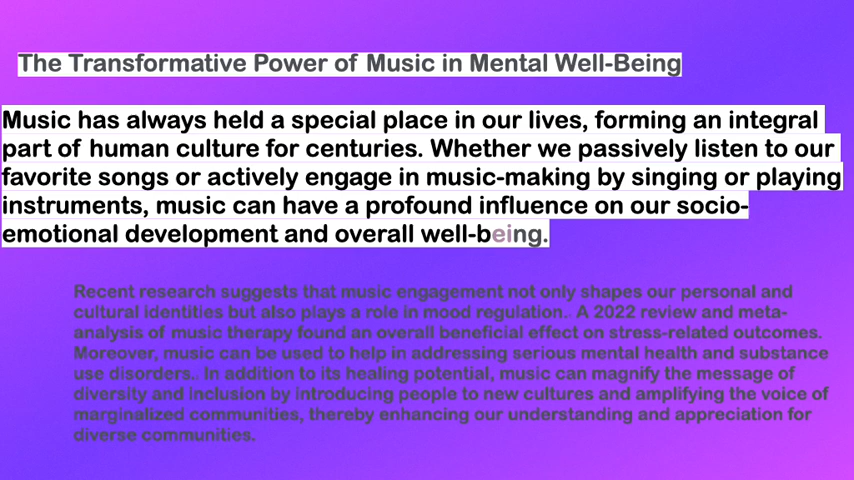 The Transformative Power of Music in Mental Well-Being
Music has always held a special place in our lives, forming an integral
part of human culture for centuries. Whether we passively listen to our
favorite songs or actively engage in music-making by singing or playing
instruments, music can have a profound influence on our socio-
emotional development and overall well-being.
Recent research suggests that music engagement not only shapes our personal and
cultural identities but also plays a role in mood regulation.. A 2022 review and meta-
analysis of music therapy found an overall beneficial effect on stress-related outcomes.
Moreover, music can be used to help in addressing serious mental health and substance
use disorders.. In addition to its healing potential, music can magnify the message of
diversity and inclusion by introducing people to new cultures and amplifying the voice of
marginalized communities, thereby enhancing our understanding and appreciation for
diverse communities.